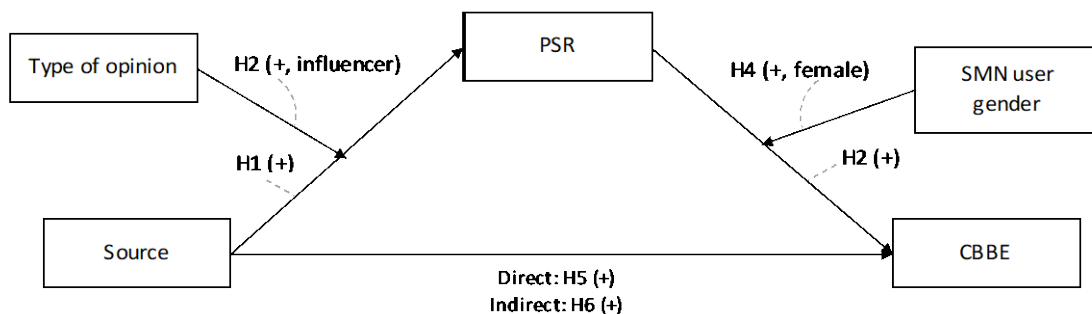 PSR
Type of opinion
H2 (+, influencer)
H4 (+, female)
SMN user
gender
H1 (+)
H2 (+)
Source
CBBE
Direct: H5 (+)
Indirect: H6 (+)